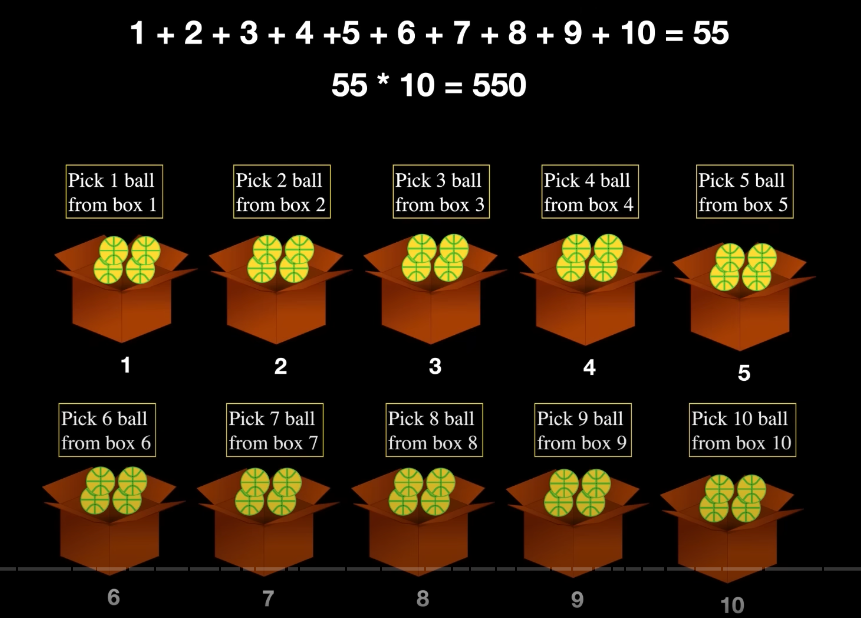 1 + 2 + 3 + 4 +5 + 6 + 7 + 8 + 9 + 10 = 55
55 * 10 = 550
Pick 1 ball
from box 1
Pick 2 ball
from box 2
Pick 3 ball
from box 3
Pick 4 ball
from box 4
Pick 5 ball
from box 5
1
2
3
4
5
Pick 6 ball
from box 6
Pick 7 ball
from box 7
Pick 8 ball
from box 8
Pick 9 ball
from box 9
Pick 10 ball
from box 10
6
7
8
9
10